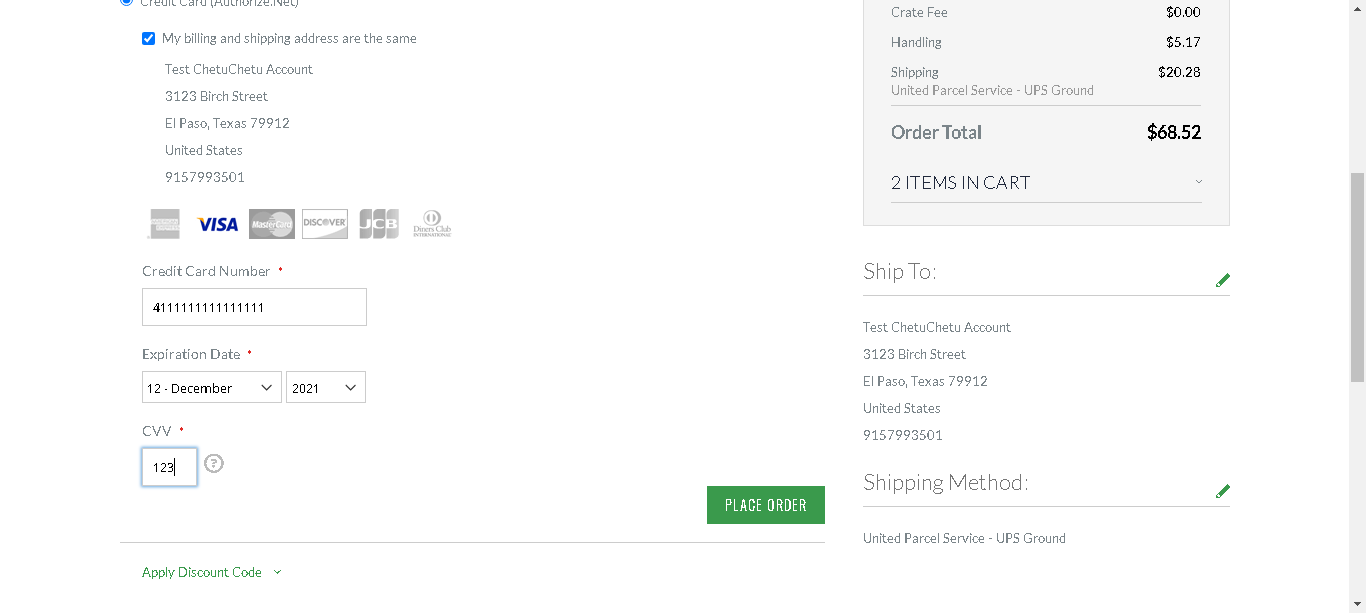 Credit Card (Authorize.Net)
My billing and shipping address are the same
Test ChetuChetu Account
3123 Birch Street
El Paso, Texas 79912
United States
9157993501
VISA MasterCard DISCOVER JCB Diners Club INTERNATIONAL
Credit Card Number *
4111111111111111
Expiration Date *
12 - December 2021
CVV *
123
?
PLACE ORDER
Apply Discount Code
Crate Fee $0.00
Handling $5.17
Shipping $20.28
United Parcel Service - UPS Ground
Order Total $68.52
2 ITEMS IN CART
Ship To:
Test ChetuChetu Account
3123 Birch Street
El Paso, Texas 79912
United States
9157993501
Shipping Method:
United Parcel Service - UPS Ground